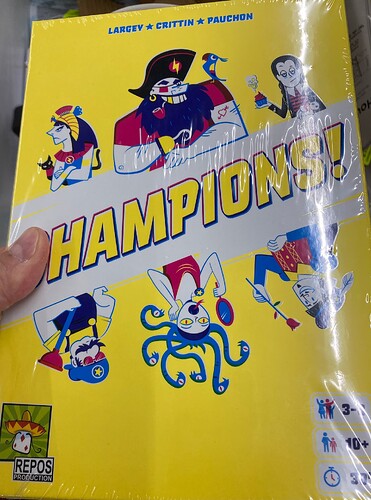 LARGEY ★ CRITTIN ★ PAUCHON
HAMPIONS!
3-
10+
REPOS
PRODUCTION